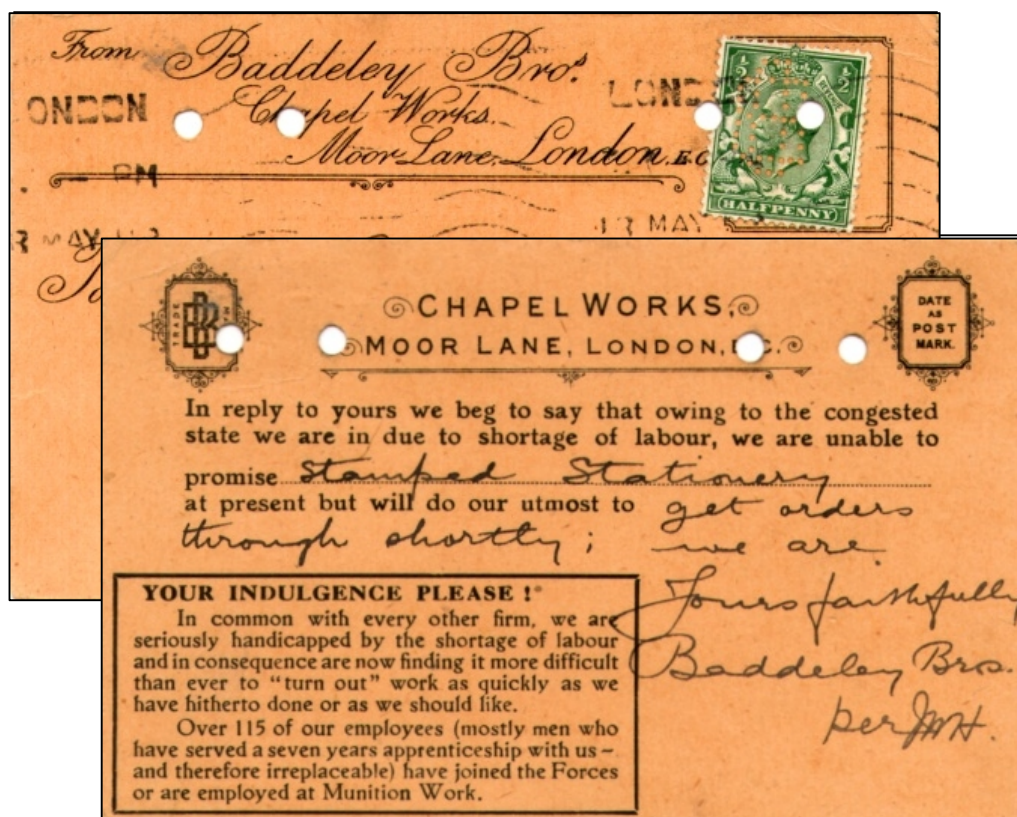 From Baddeley Bros.
Chapel Works.
Moor Lane, London. E.C
ONDON
LOND
PM
MAY
13 MAY
1/2 1/2
HALFPENNY
TRADE
CHAPEL WORKS,
MOOR LANE, LONDON,
DATE
AS
POST
MARK.
In reply to yours we beg to say that owing to the congested
state we are in due to shortage of labour, we are unable to
promise Stamped Stationery
at present but will do our utmost to get orders
through shortly; we are
Yours faithfully
Baddeley Bros.
per
YOUR INDULGENCE PLEASE !
In common with every other firm, we are
seriously handicapped by the shortage of labour
and in consequence are now finding it more difficult
than ever to "turn out" work as quickly as we
have hitherto done or as we should like.
Over 115 of our employees (mostly men who
have served a seven years apprenticeship with us –
and therefore irreplaceable) have joined the Forces
or are employed at Munition Work.